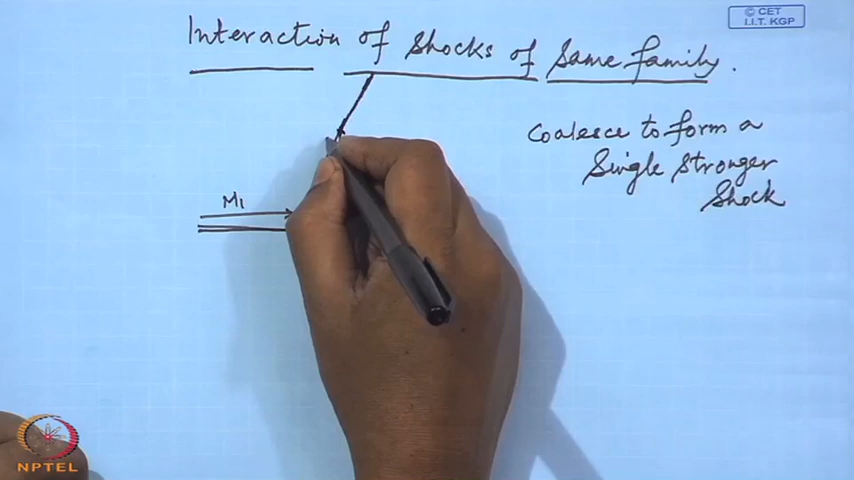 © CET
I.I.T. KGP
Interaction of Shocks of Same family.
Coalesce to form a
Single Stronger
Shock
M1
NPTEL